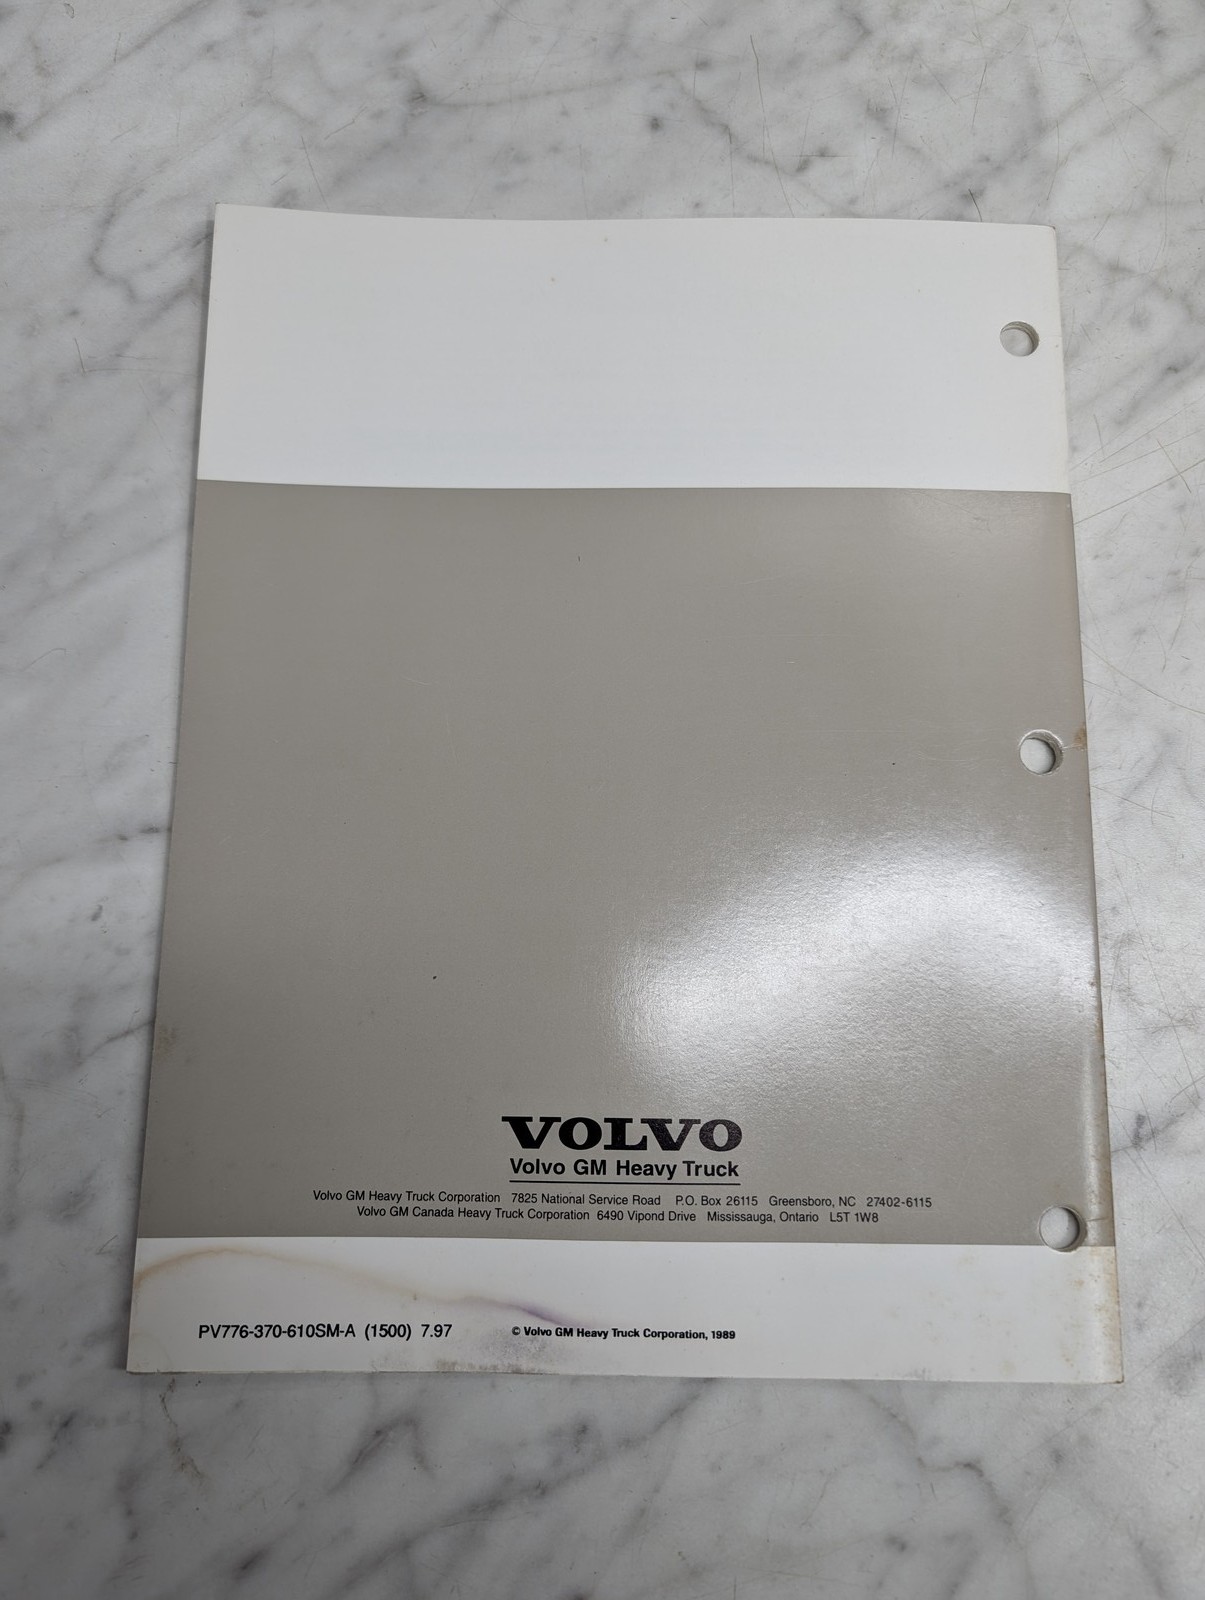 VOLVO
Volvo GM Heavy Truck
Volvo GM Heavy Truck Corporation 7825 National Service Road P.O. Box 26115 Greensboro, NC 27402-6115
Volvo GM Canada Heavy Truck Corporation 6490 Vipond Drive Mississauga, Ontario L5T 1W8
PV776-370-610SM-A (1500) 7.97 © Volvo GM Heavy Truck Corporation, 1989